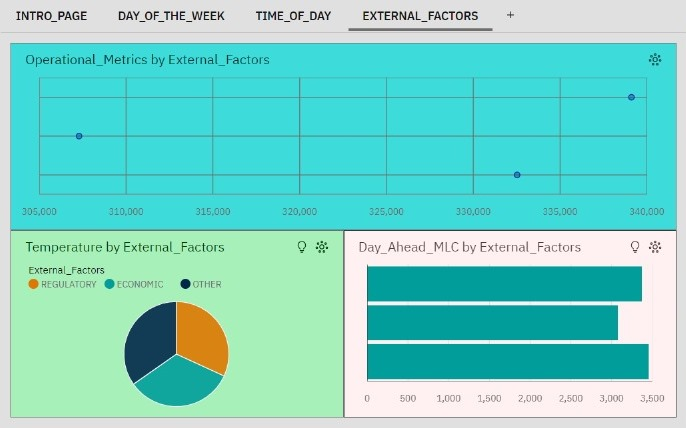 INTRO_PAGE DAY_OF_THE_WEEK TIME_OF_DAY EXTERNAL_FACTORS +
Operational_Metrics by External_Factors
305,000 310,000 315,000 320,000 325,000 330,000 335,000 340,000
Temperature by External_Factors
External_Factors
REGULATORY ECONOMIC OTHER
Day_Ahead_MLC by External_Factors
0 500 1,000 1,500 2,000 2,500 3,000 3,500